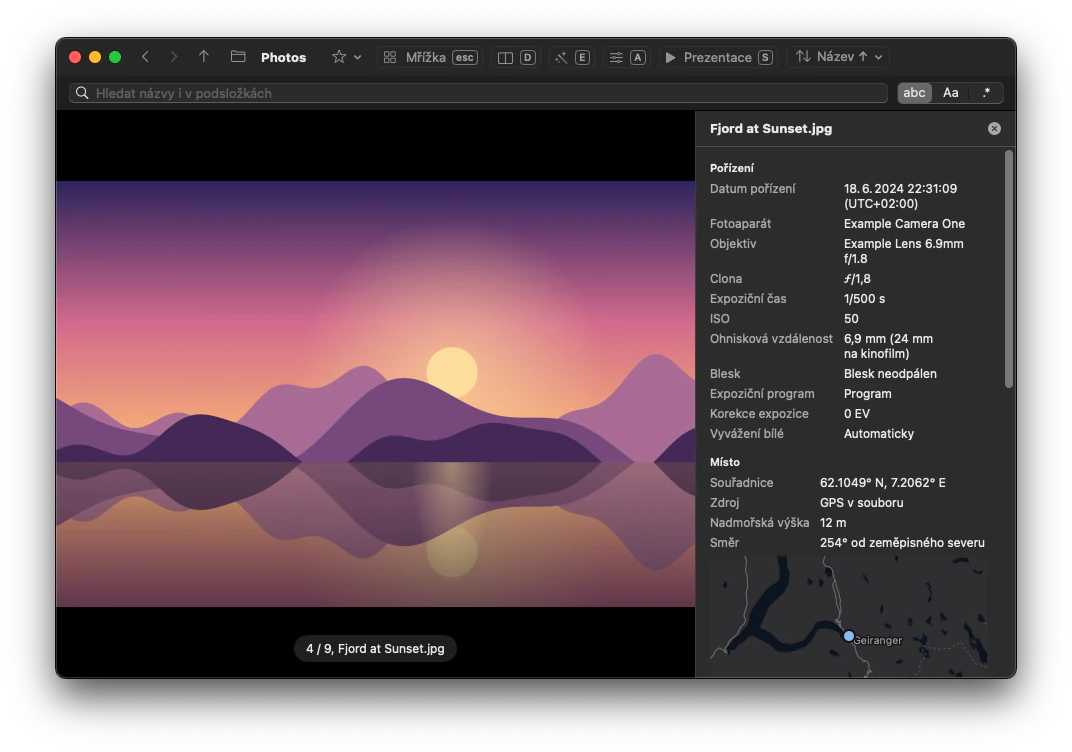 Photos
Mřížka esc
D
E
A
Prezentace S
Název
Hledat názvy i v podsložkách
abc
Aa
.*
Fjord at Sunset.jpg
Pořízení
Datum pořízení 18. 6. 2024 22:31:09
(UTC+02:00)
Fotoaparát Example Camera One
Objektiv Example Lens 6.9mm
f/1.8
Clona ƒ/1,8
Expoziční čas 1/500 s
ISO 50
Ohnisková vzdálenost 6,9 mm (24 mm
na kinofilm)
Blesk Blesk neodpálen
Expoziční program Program
Korekce expozice 0 EV
Vyvážení bílé Automaticky
Místo
Souřadnice 62.1049° N, 7.2062° E
Zdroj GPS v souboru
Nadmořská výška 12 m
Směr 254° od zeměpisného severu
Geiranger
4 / 9, Fjord at Sunset.jpg